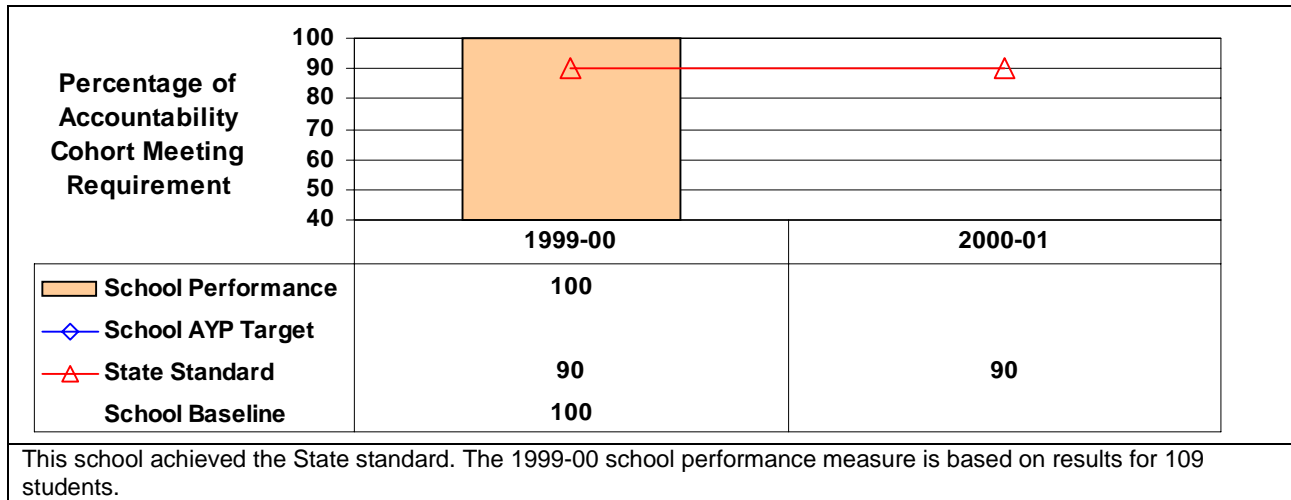 Percentage of
Accountability
Cohort Meeting
Requirement
100
90
80
70
60
50
40
1999-00 2000-01
School Performance 100
School AYP Target
State Standard 90 90
School Baseline 100
This school achieved the State standard. The 1999-00 school performance measure is based on results for 109
students.